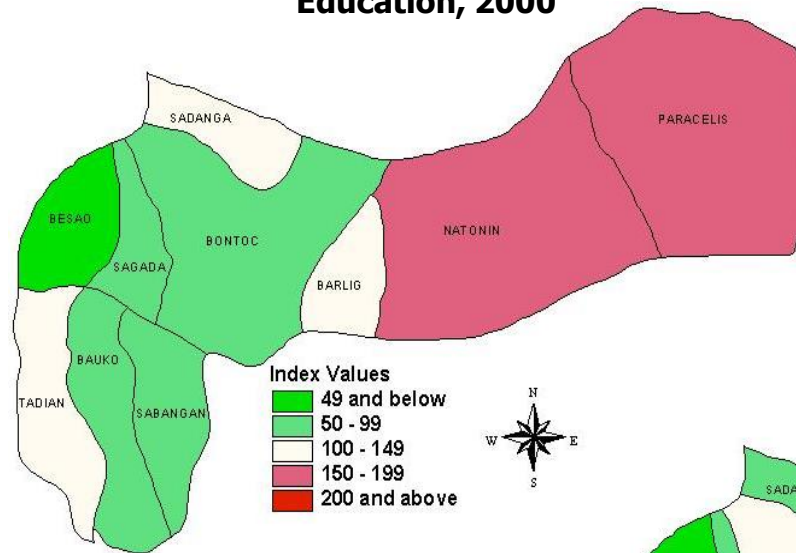 Education, 2000
SADANGA
PARACELIS
BESAO
BONTOC
NATONIN
SAGADA
BARLIG
BAUKO
TADIAN
SABANGAN
Index Values
49 and below
50 - 99
100 - 149
150 - 199
200 and above
N
W
E
S